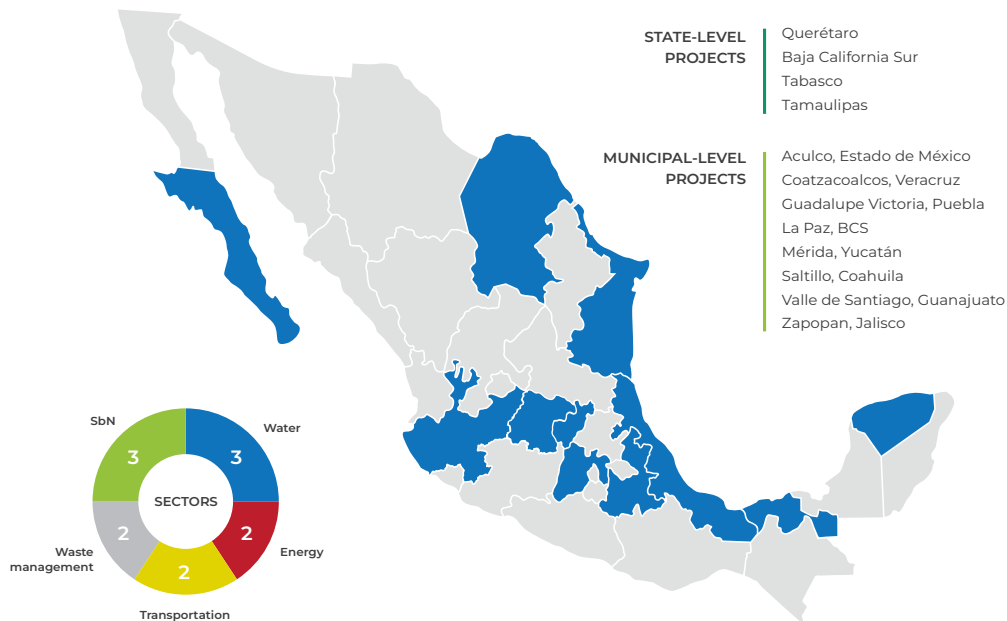 STATE-LEVEL
PROJECTS
Querétaro
Baja California Sur
Tabasco
Tamaulipas
MUNICIPAL-LEVEL
PROJECTS
Aculco, Estado de México
Coatzacoalcos, Veracruz
Guadalupe Victoria, Puebla
La Paz, BCS
Mérida, Yucatán
Saltillo, Coahuila
Valle de Santiago, Guanajuato
Zapopan, Jalisco
SbN
Water
3
3
SECTORS
2
2
2
Waste
management
Energy
Transportation